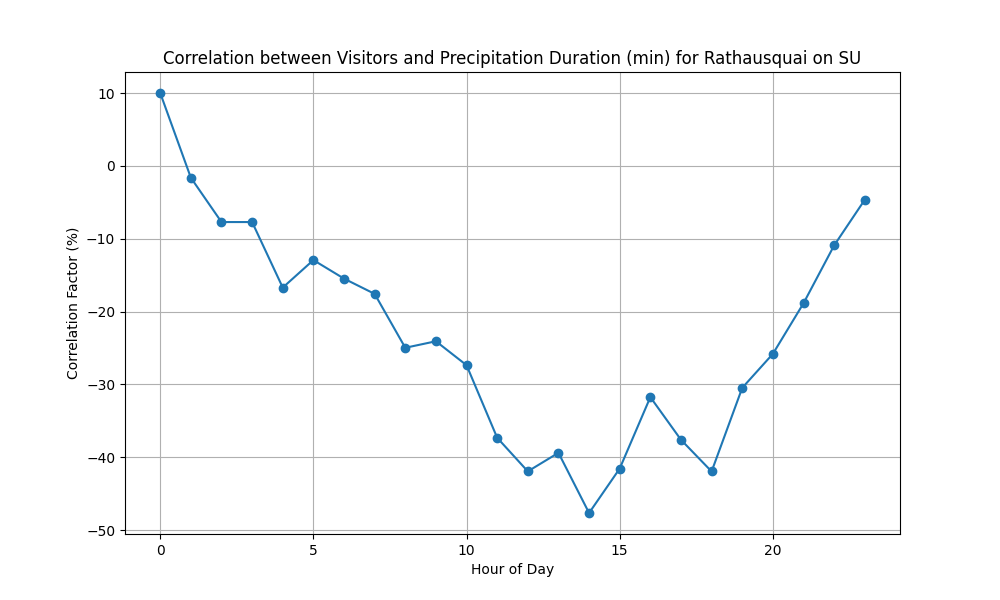 Correlation between Visitors and Precipitation Duration (min) for Rathausquai on SU
Correlation Factor (%)
10
0
−10
−20
−30
−40
−50
0 5 10 15 20
Hour of Day